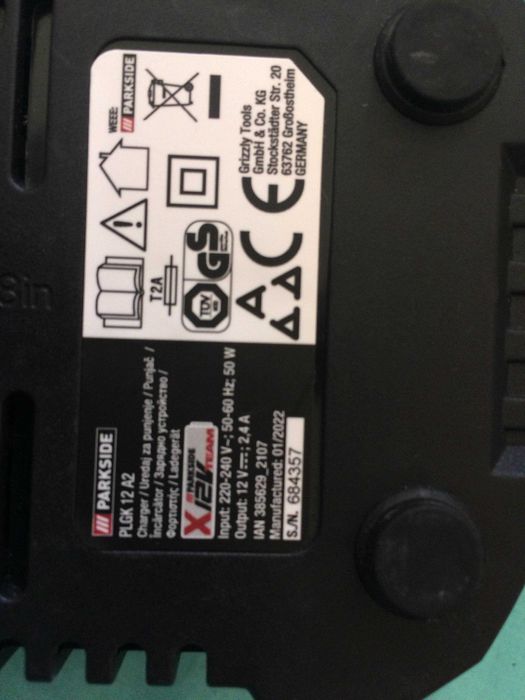 PARKSIDE
PLGK 12 A2
Charger / Uređaj za punjenje / Punjač /
Încărcător / Зарядно устройство /
Φορτιστής / Ladegerät
X12V TEAM
PARKSIDE
Input: 220-240 V~; 50-60 Hz; 50 W
Output: 12 V⎓; 2,4 A
IAN 385629_2107
Manufactured: 01/2022
S./N. 684357
T2A
TÜV
GS
WEEE:
PARKSIDE
CE
Grizzly Tools
GmbH & Co. KG
Stockstädter Str. 20
63762 Großostheim
GERMANY